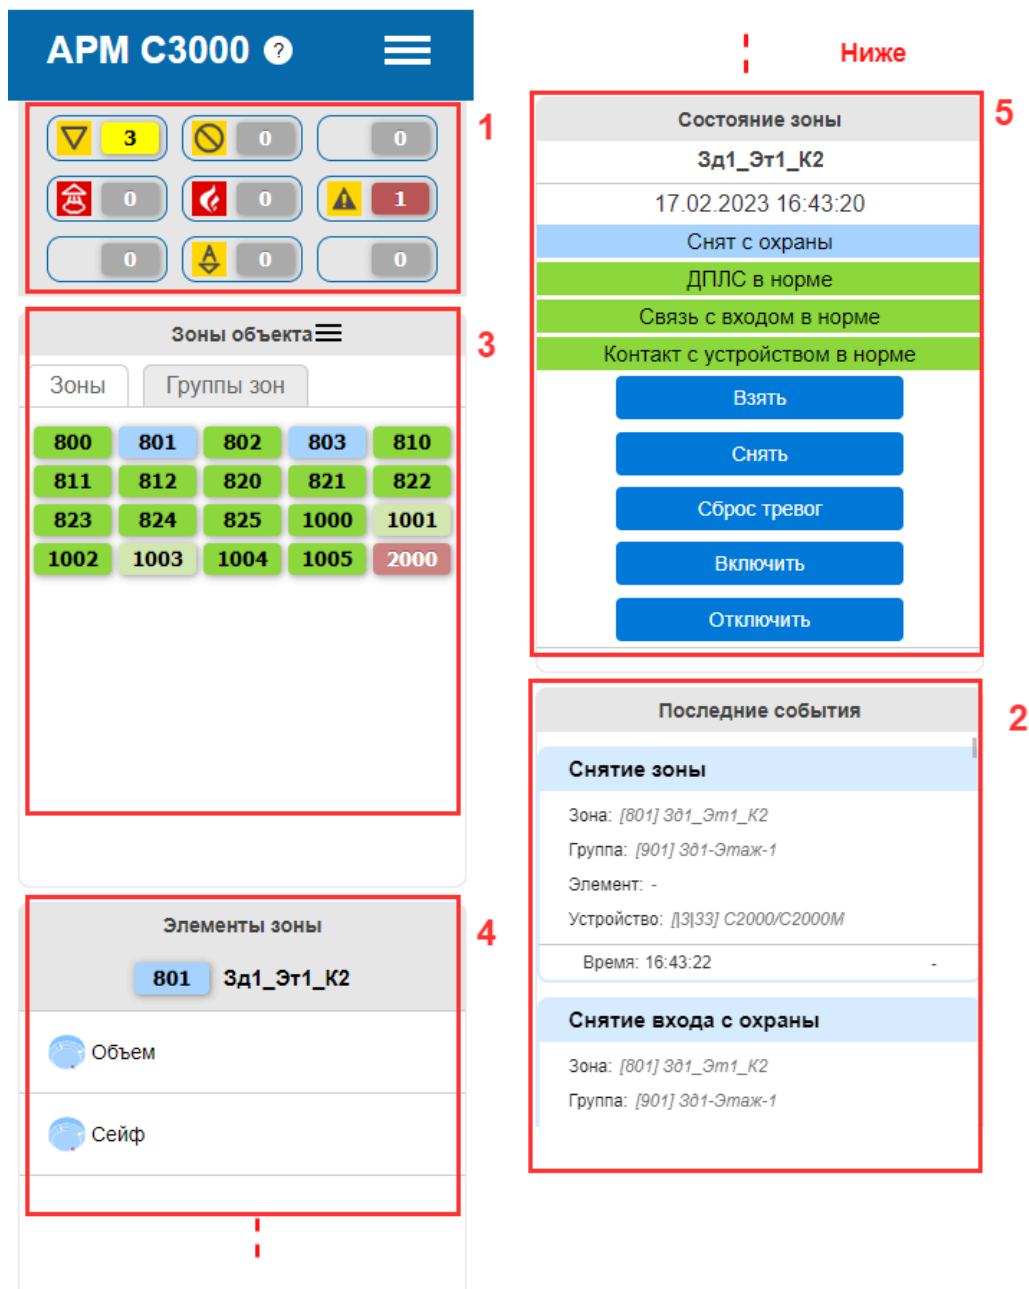 АРМ С3000 ?
3 0 0
0 0 1
0 0 0
1
Зоны объекта
3
Зоны Группы зон
800 801 802 803 810
811 812 820 821 822
823 824 825 1000 1001
1002 1003 1004 1005 2000
Элементы зоны
4
801 Зд1_Эт1_К2
Объем
Сейф
Ниже
5
Состояние зоны
Зд1_Эт1_К2
17.02.2023 16:43:20
Снят с охраны
ДПЛС в норме
Связь с входом в норме
Контакт с устройством в норме
Взять
Снять
Сброс тревог
Включить
Отключить
2
Последние события
Снятие зоны
Зона: [801] Зд1_Эт1_К2
Группа: [901] Зд1-Этаж-1
Элемент: -
Устройство: [|3|33] С2000/С2000М
Время: 16:43:22 -
Снятие входа с охраны
Зона: [801] Зд1_Эт1_К2
Группа: [901] Зд1-Этаж-1